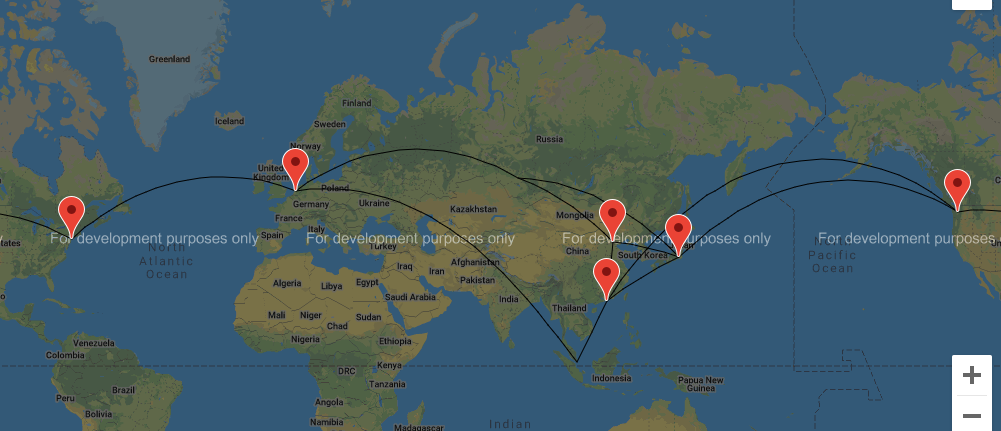 Greenland
Iceland
Finland
Sweden
Norway
Russia
United
Kingdom
Poland
Germany
Ukraine
Kazakhstan
Mongolia
France
Spain
Italy
Turkey
For development purposes only
For development purposes only
For development purposes only
For development purposes only
tates
North
Atlantic
Ocean
China
South Korea
Pacific
Ocean
Afghanistan
Iraq
Iran
Pakistan
Algeria
Libya
Egypt
Saudi Arabia
India
Thailand
Mali
Niger
Chad
Sudan
Nigeria
Ethiopia
Venezuela
Colombia
DRC
Kenya
Tanzania
Indonesia
Papua New
Guinea
Brazil
Peru
Bolivia
Angola
Namibia
Madagascar
Indian